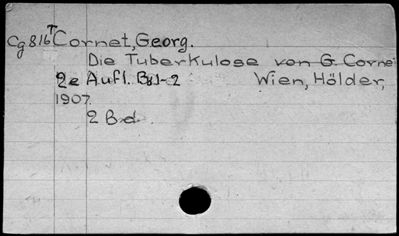 Cg 816 T Cornet, Georg.
Die Tuberkulose von G. Cornet
2e Aufl. Bd. 1-2 Wien, Hölder,
1907.
2 Bd.